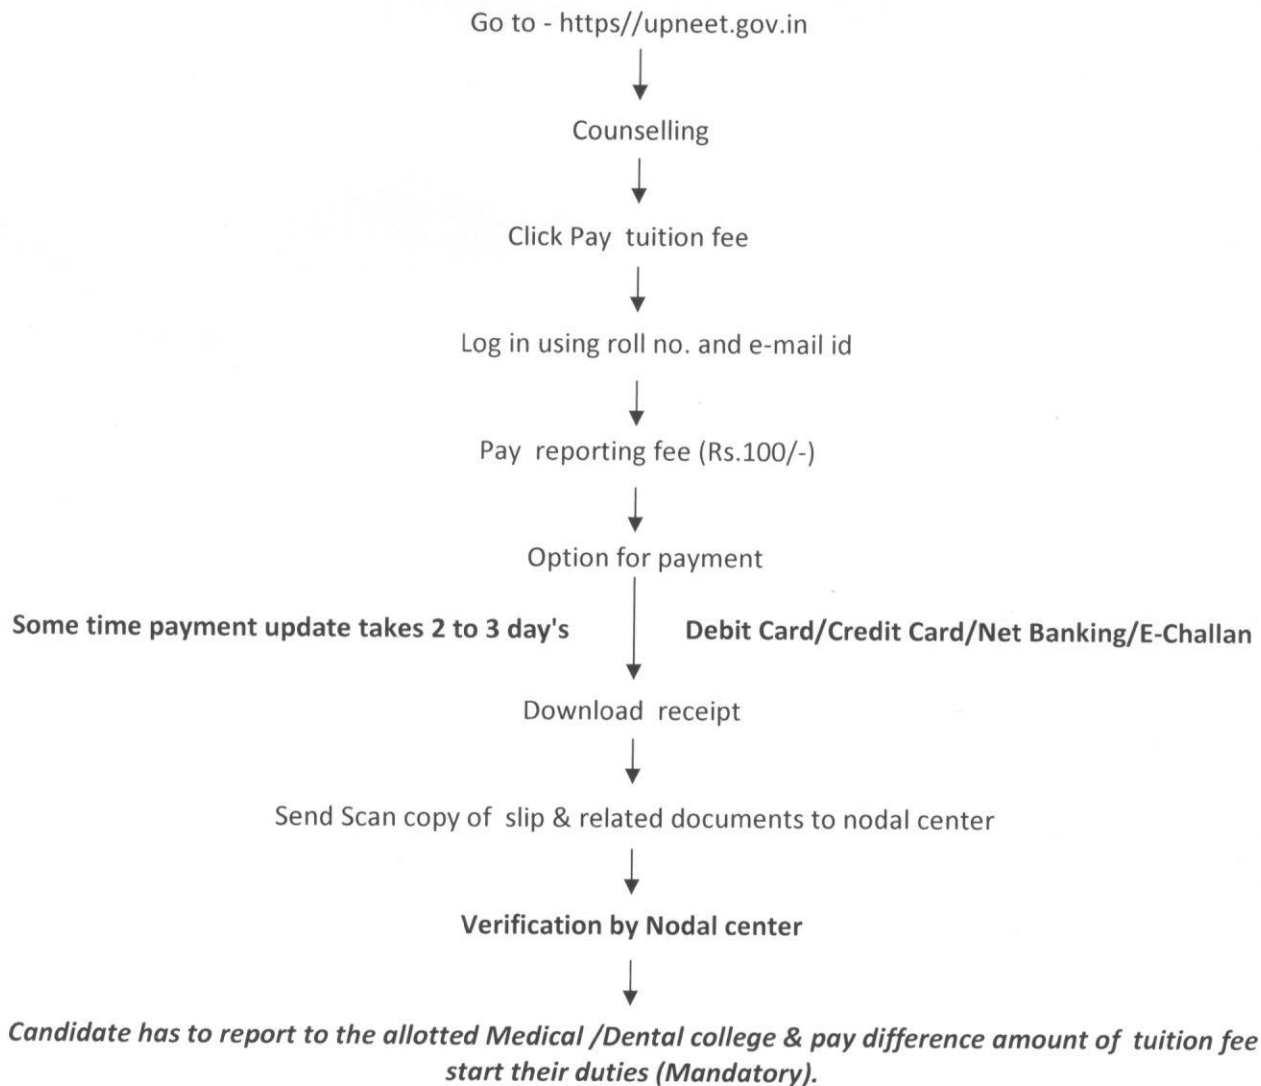 Go to - https//upneet.gov.in
Counselling
Click Pay tuition fee
Log in using roll no. and e-mail id
Pay reporting fee (Rs.100/-)
Option for payment
Some time payment update takes 2 to 3 day's
Debit Card/Credit Card/Net Banking/E-Challan
Download receipt
Send Scan copy of slip & related documents to nodal center
Verification by Nodal center
Candidate has to report to the allotted Medical /Dental college & pay difference amount of tuition fee
start their duties (Mandatory).